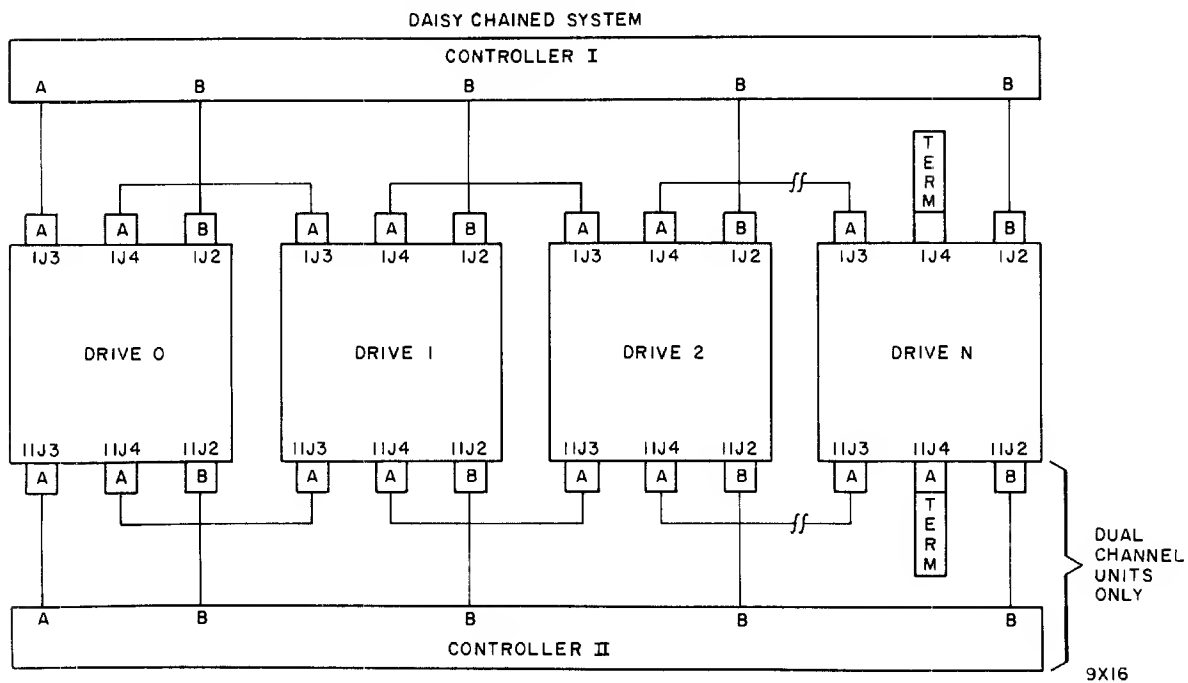 DAISY CHAINED SYSTEM
CONTROLLER I
A B B B B
TERM
A A B A A B A A B A B
IJ3 IJ4 IJ2 IJ3 IJ4 IJ2 IJ3 IJ4 IJ2 IJ3 IJ4 IJ2
DRIVE 0 DRIVE 1 DRIVE 2 DRIVE N
IIJ3 IIJ4 IIJ2 IIJ3 IIJ4 IIJ2 IIJ3 IIJ4 IIJ2 IIJ3 IIJ4 IIJ2
A A B A A B A A B A A B
TERM
DUAL
CHANNEL
UNITS
ONLY
A B B B B
CONTROLLER II
9X16